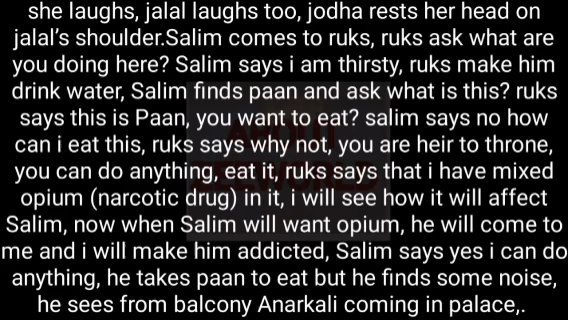 she laughs, jalal laughs too, jodha rests her head on
jalal's shoulder.Salim comes to ruks, ruks ask what are
you doing here? Salim says i am thirsty, ruks make him
drink water, Salim finds paan and ask what is this? ruks
says this is Paan, you want to eat? salim says no how
can i eat this, ruks says why not, you are heir to throne,
you can do anything, eat it, ruks says that i have mixed
opium (narcotic drug) in it, i will see how it will affect
Salim, now when Salim will want opium, he will come to
me and i will make him addicted, Salim says yes i can do
anything, he takes paan to eat but he finds some noise,
he sees from balcony Anarkali coming in palace,.